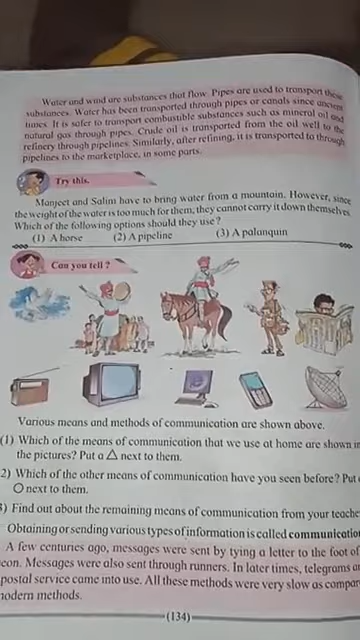 Water and wind are substances that flow. Pipes are used to transport these
substances. Water has been transported through pipes or canals since ancient
times. It is safer to transport combustible substances such as mineral oil and
natural gas through pipes. Crude oil is transported from the oil well to the
refinery through pipelines. Similarly, after refining, it is transported through
pipelines to the marketplace, in some parts.
Try this.
Manjeet and Salim have to bring water from a mountain. However, since
the weight of the water is too much for them, they cannot carry it down themselves.
Which of the following options should they use?
(1) A horse (2) A pipeline (3) A palanquin
Can you tell ?
Various means and methods of communication are shown above.
(1) Which of the means of communication that we use at home are shown in
the pictures? Put a △ next to them.
2) Which of the other means of communication have you seen before? Put
O next to them.
) Find out about the remaining means of communication from your teache
Obtaining or sending various types of information is called communicatio
A few centuries ago, messages were sent by tying a letter to the foot of
eon. Messages were also sent through runners. In later times, telegrams an
postal service came into use. All these methods were very slow as compar
modern methods.
(134)